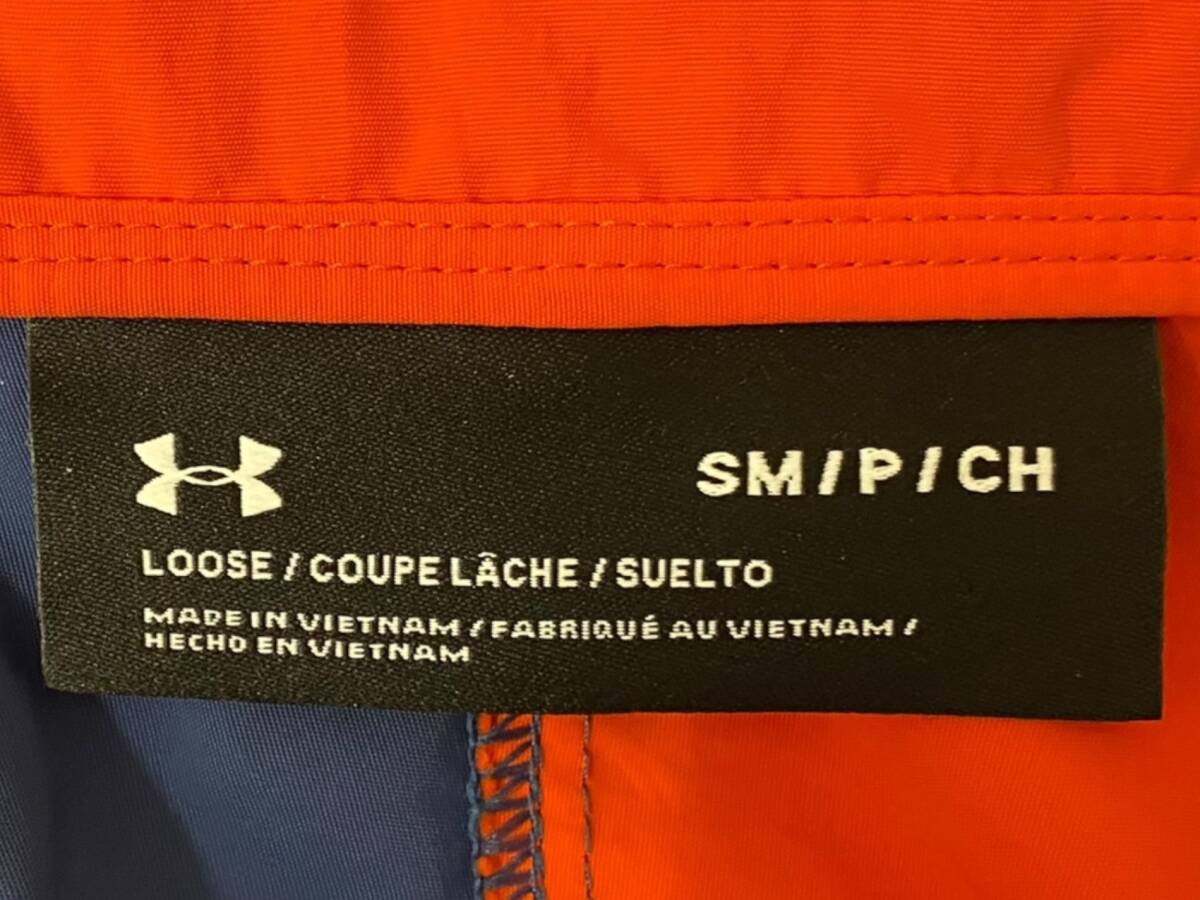 SM/P/CH
LOOSE / COUPE LÂCHE / SUELTO
MADE IN VIETNAM / FABRIQUÉ AU VIETNAM /
HECHO EN VIETNAM